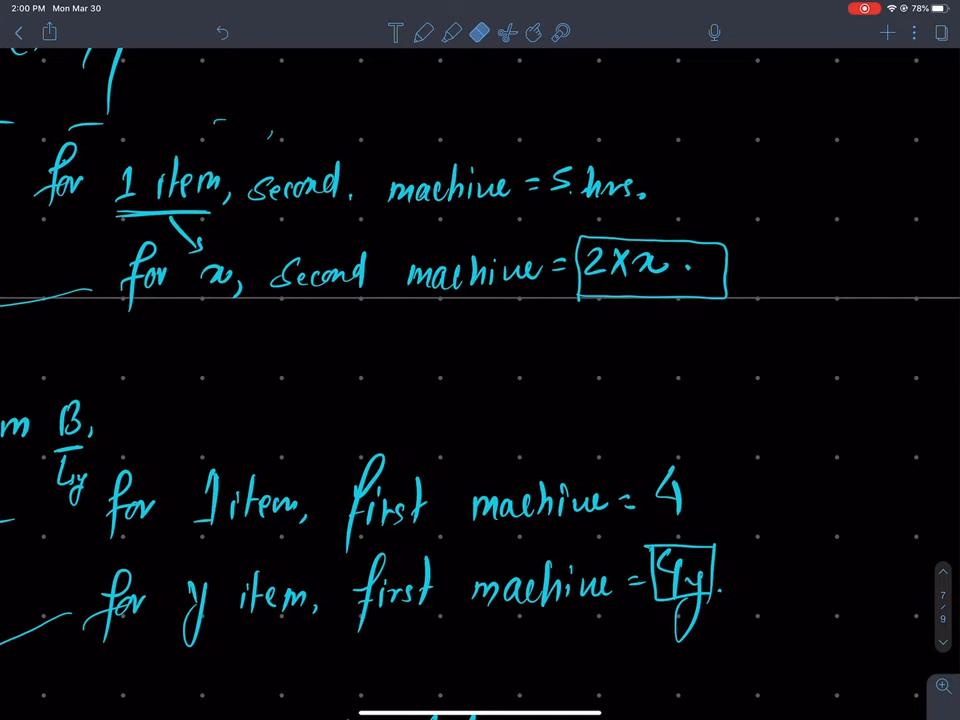 2:00 PM Mon Mar 30 78%
for 1 item, second. machine = 5 hrs.
for x, second machine = 2 x x.
m B,
↳y
for 1 item, first machine = 4
for y item, first machine = 4y.
7/9